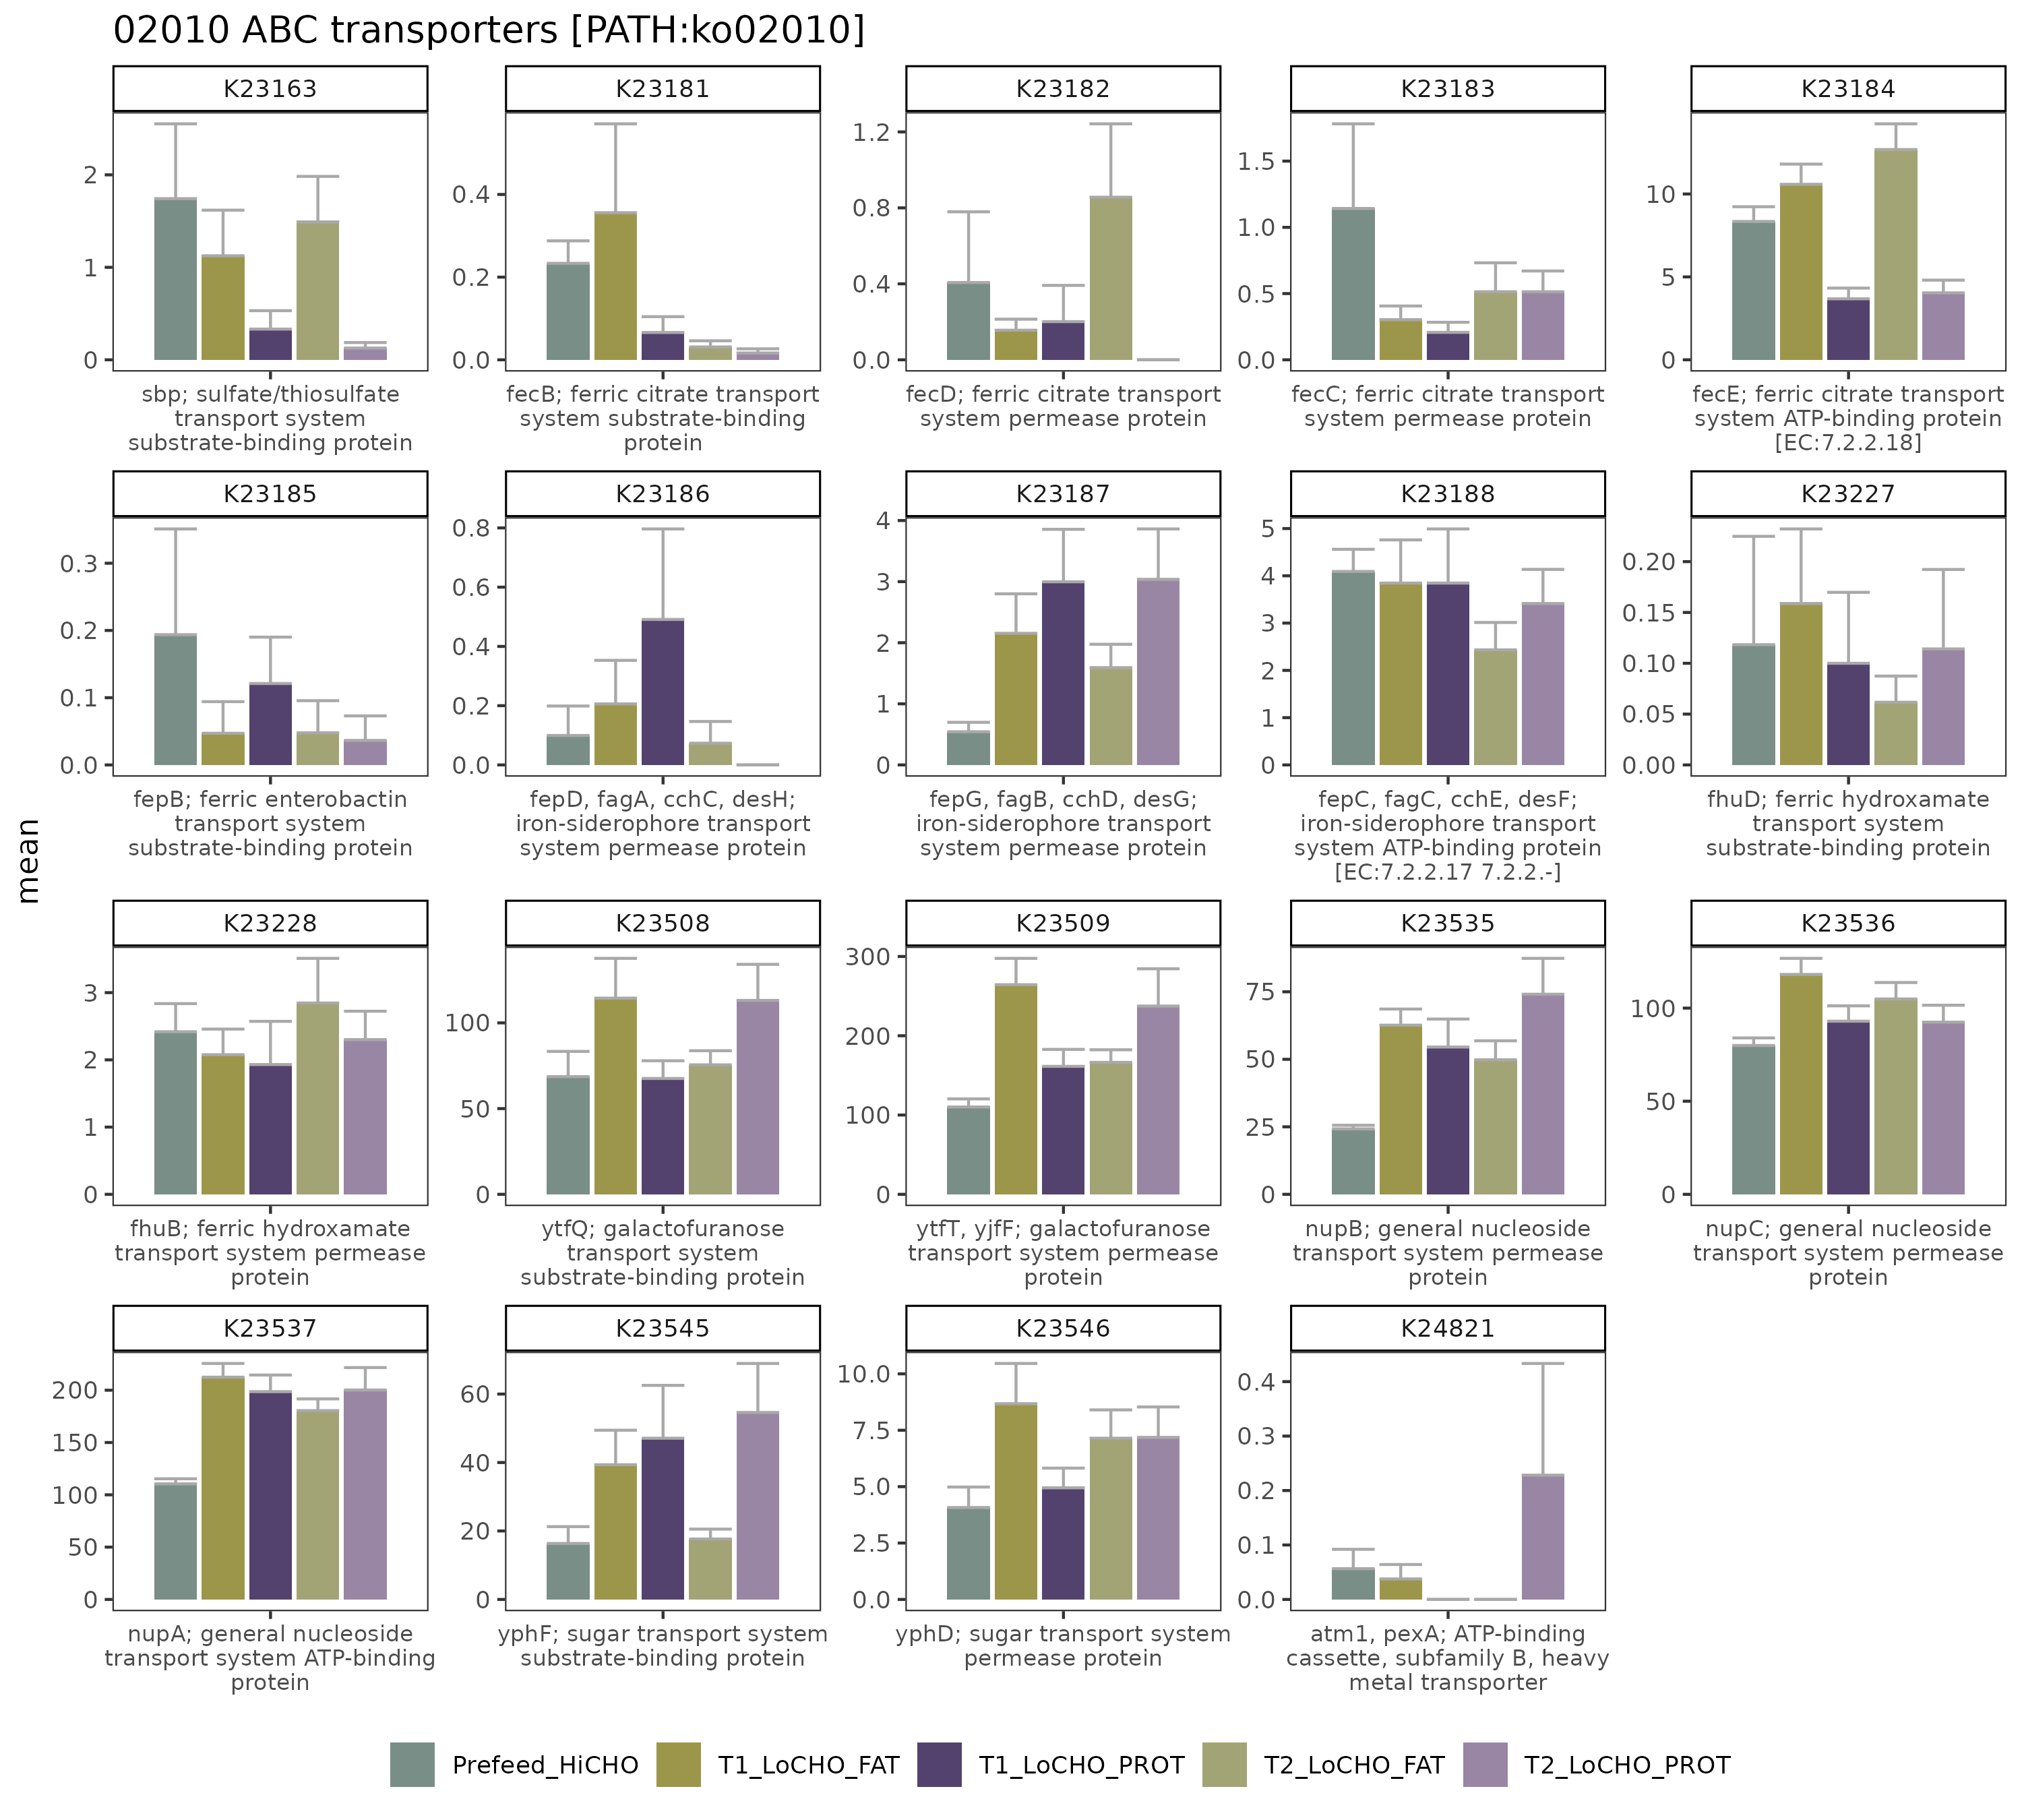 02010 ABC transporters [PATH:ko02010]
mean
K23163
K23181
K23182
K23183
K23184
2
1
0
0.4
0.2
0.0
1.2
0.8
0.4
0.0
1.5
1.0
0.5
0.0
10
5
0
sbp; sulfate/thiosulfate
transport system
substrate-binding protein
fecB; ferric citrate transport
system substrate-binding
protein
fecD; ferric citrate transport
system permease protein
fecC; ferric citrate transport
system permease protein
fecE; ferric citrate transport
system ATP-binding protein
[EC:7.2.2.18]
K23185
K23186
K23187
K23188
K23227
0.3
0.2
0.1
0.0
0.8
0.6
0.4
0.2
0.0
4
3
2
1
0
5
4
3
2
1
0
0.20
0.15
0.10
0.05
0.00
fepB; ferric enterobactin
transport system
substrate-binding protein
fepD, fagA, cchC, desH;
iron-siderophore transport
system permease protein
fepG, fagB, cchD, desG;
iron-siderophore transport
system permease protein
fepC, fagC, cchE, desF;
iron-siderophore transport
system ATP-binding protein
[EC:7.2.2.17 7.2.2.-]
fhuD; ferric hydroxamate
transport system
substrate-binding protein
K23228
K23508
K23509
K23535
K23536
3
2
1
0
100
50
0
300
200
100
0
75
50
25
0
100
50
0
fhuB; ferric hydroxamate
transport system permease
protein
ytfQ; galactofuranose
transport system
substrate-binding protein
ytfT, yjfF; galactofuranose
transport system permease
protein
nupB; general nucleoside
transport system permease
protein
nupC; general nucleoside
transport system permease
protein
K23537
K23545
K23546
K24821
200
150
100
50
0
60
40
20
0
10.0
7.5
5.0
2.5
0.0
0.4
0.3
0.2
0.1
0.0
nupA; general nucleoside
transport system ATP-binding
protein
yphF; sugar transport system
substrate-binding protein
yphD; sugar transport system
permease protein
atm1, pexA; ATP-binding
cassette, subfamily B, heavy
metal transporter
Prefeed_HiCHO
T1_LoCHO_FAT
T1_LoCHO_PROT
T2_LoCHO_FAT
T2_LoCHO_PROT